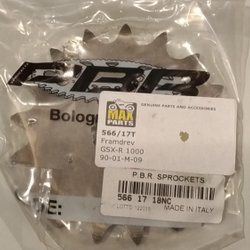 P.B.R.
Bologn
MAX
PARTS
GENUINE PARTS AND ACCESSORIES
566/17T
Framdrev
GSX-R 1000
90-01-M-09
P.B.R. SPROCKETS
566 17 18NC
MADE IN ITALY